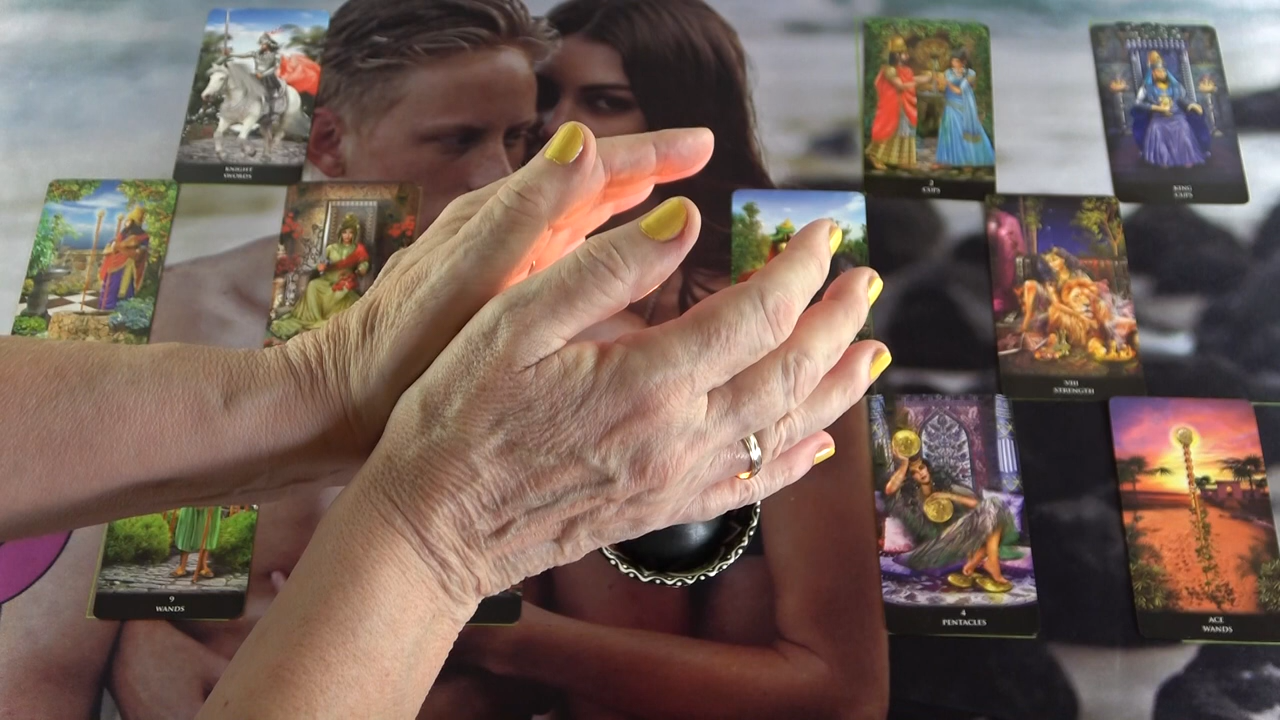 KNIGHT
SWORDS
2
CUPS
KING
CUPS
VIII
STRENGTH
9
WANDS
4
PENTACLES
ACE
WANDS